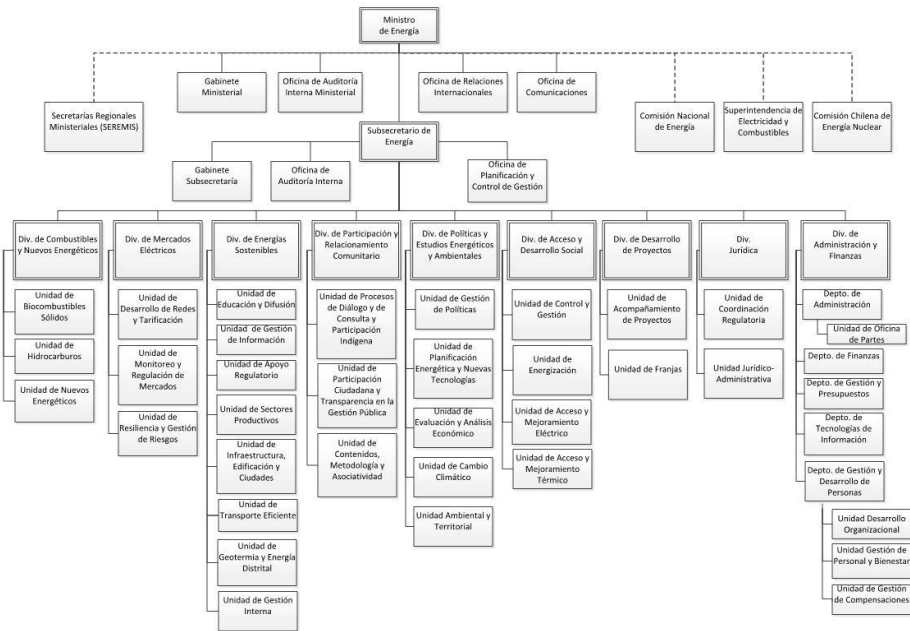 Ministro
de Energía
Gabinete
Ministerial
Oficina de Auditoría
Interna Ministerial
Oficina de Relaciones
Internacionales
Oficina de
Comunicaciones
Secretarías Regionales
Ministeriales (SEREMIS)
Comisión Nacional
de Energía
Superintendencia de
Electricidad y
Combustibles
Comisión Chilena de
Energía Nuclear
Subsecretario de
Energía
Gabinete
Subsecretaría
Oficina de
Auditoría Interna
Oficina de
Planificación y
Control de Gestión
Div. de Combustibles
y Nuevos Energéticos
Unidad de
Biocombustibles
Sólidos
Unidad de
Hidrocarburos
Unidad de Nuevos
Energéticos
Div. de Mercados
Eléctricos
Unidad de
Desarrollo de Redes
y Tarificación
Unidad de
Monitoreo y
Regulación de
Mercados
Unidad de
Resiliencia y Gestión
de Riesgos
Div. de Energías
Sostenibles
Unidad de
Educación y Difusión
Unidad de Gestión
de Información
Unidad de Apoyo
Regulatorio
Unidad de Sectores
Productivos
Unidad de
Infraestructura,
Edificación y
Ciudades
Unidad de
Transporte Eficiente
Unidad de
Geotermia y Energía
Distrital
Unidad de Gestión
Interna
Div. de Participación y
Relacionamiento
Comunitario
Unidad de Procesos
de Diálogo y de
Consulta y
Participación
Indígena
Unidad de
Participación
Ciudadana y
Transparencia en la
Gestión Pública
Unidad de
Contenidos,
Metodología y
Asociatividad
Div. de Políticas y
Estudios Energéticos
y Ambientales
Unidad de Gestión
de Políticas
Unidad de
Planificación
Energética y Nuevas
Tecnologías
Unidad de
Evaluación y Análisis
Económico
Unidad de Cambio
Climático
Unidad Ambiental y
Territorial
Div. de Acceso y
Desarrollo Social
Unidad de Control y
Gestión
Unidad de
Energización
Unidad de Acceso y
Mejoramiento
Eléctrico
Unidad de Acceso y
Mejoramiento
Térmico
Div. de Desarrollo
de Proyectos
Unidad de
Acompañamiento
de Proyectos
Unidad de Franjas
Div.
Jurídica
Unidad de
Coordinación
Regulatoria
Unidad Jurídico-
Administrativa
Div. de
Administración y
FInanzas
Depto. de
Administración
Unidad de Oficina
de Partes
Depto. de Finanzas
Depto. de Gestión y
Presupuestos
Depto. de
Tecnologías de
Información
Depto. de Gestión y
Desarrollo de
Personas
Unidad Desarrollo
Organizacional
Unidad Gestión de
Personal y Bienestar
Unidad de Gestión
de Compensaciones